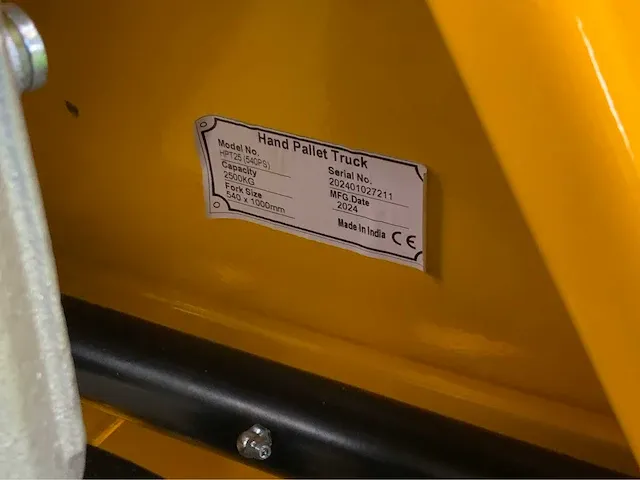 Hand Pallet Truck
Model No.
HPT25 (540PS)
Capacity
2500KG
Fork Size
540 x 1000mm
Serial No.
202401027211
MFG.Date
2024
Made in India CE